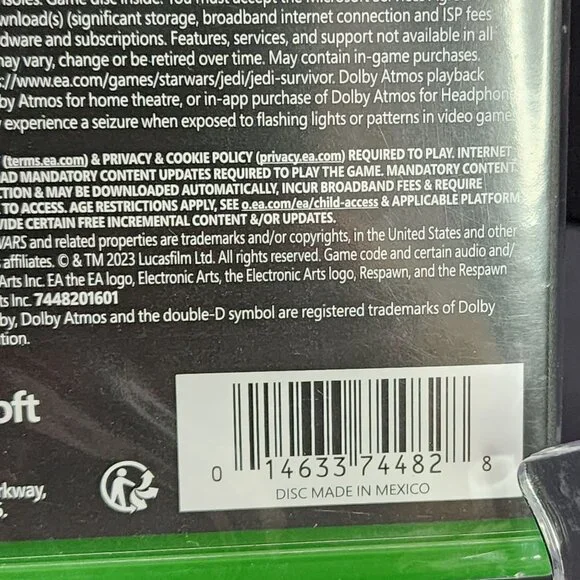 Game disc inside. You must accept the Microsoft Services Ag
wnload(s) (significant storage, broadband internet connection and ISP fees
dware and subscriptions. Features, services, and support not available in all
may vary, change or be retired over time. May contain in-game purchases.
s://www.ea.com/games/starwars/jedi/jedi-survivor. Dolby Atmos playback
by Atmos for home theatre, or in-app purchase of Dolby Atmos for Headphon
y experience a seizure when exposed to flashing lights or patterns in video games
(terms.ea.com) & PRIVACY & COOKIE POLICY (privacy.ea.com) REQUIRED TO PLAY. INTERNET
AD MANDATORY CONTENT UPDATES REQUIRED TO PLAY THE GAME. MANDATORY CONTENT
CTION & MAY BE DOWNLOADED AUTOMATICALLY, INCUR BROADBAND FEES & REQUIRE
TO ACCESS. AGE RESTRICTIONS APPLY, SEE o.ea.com/ea/child-access & APPLICABLE PLATFORM
VIDE CERTAIN FREE INCREMENTAL CONTENT &/OR UPDATES.
WARS and related properties are trademarks and/or copyrights, in the United States and other
affiliates. © & TM 2023 Lucasfilm Ltd. All rights reserved. Game code and certain audio and/
Arts Inc. EA the EA logo, Electronic Arts, the Electronic Arts logo, Respawn, and the Respawn
ts Inc. 7448201601
by, Dolby Atmos and the double-D symbol are registered trademarks of Dolby
tion.
oft
rkway,
0 14633 74482 8
DISC MADE IN MEXICO